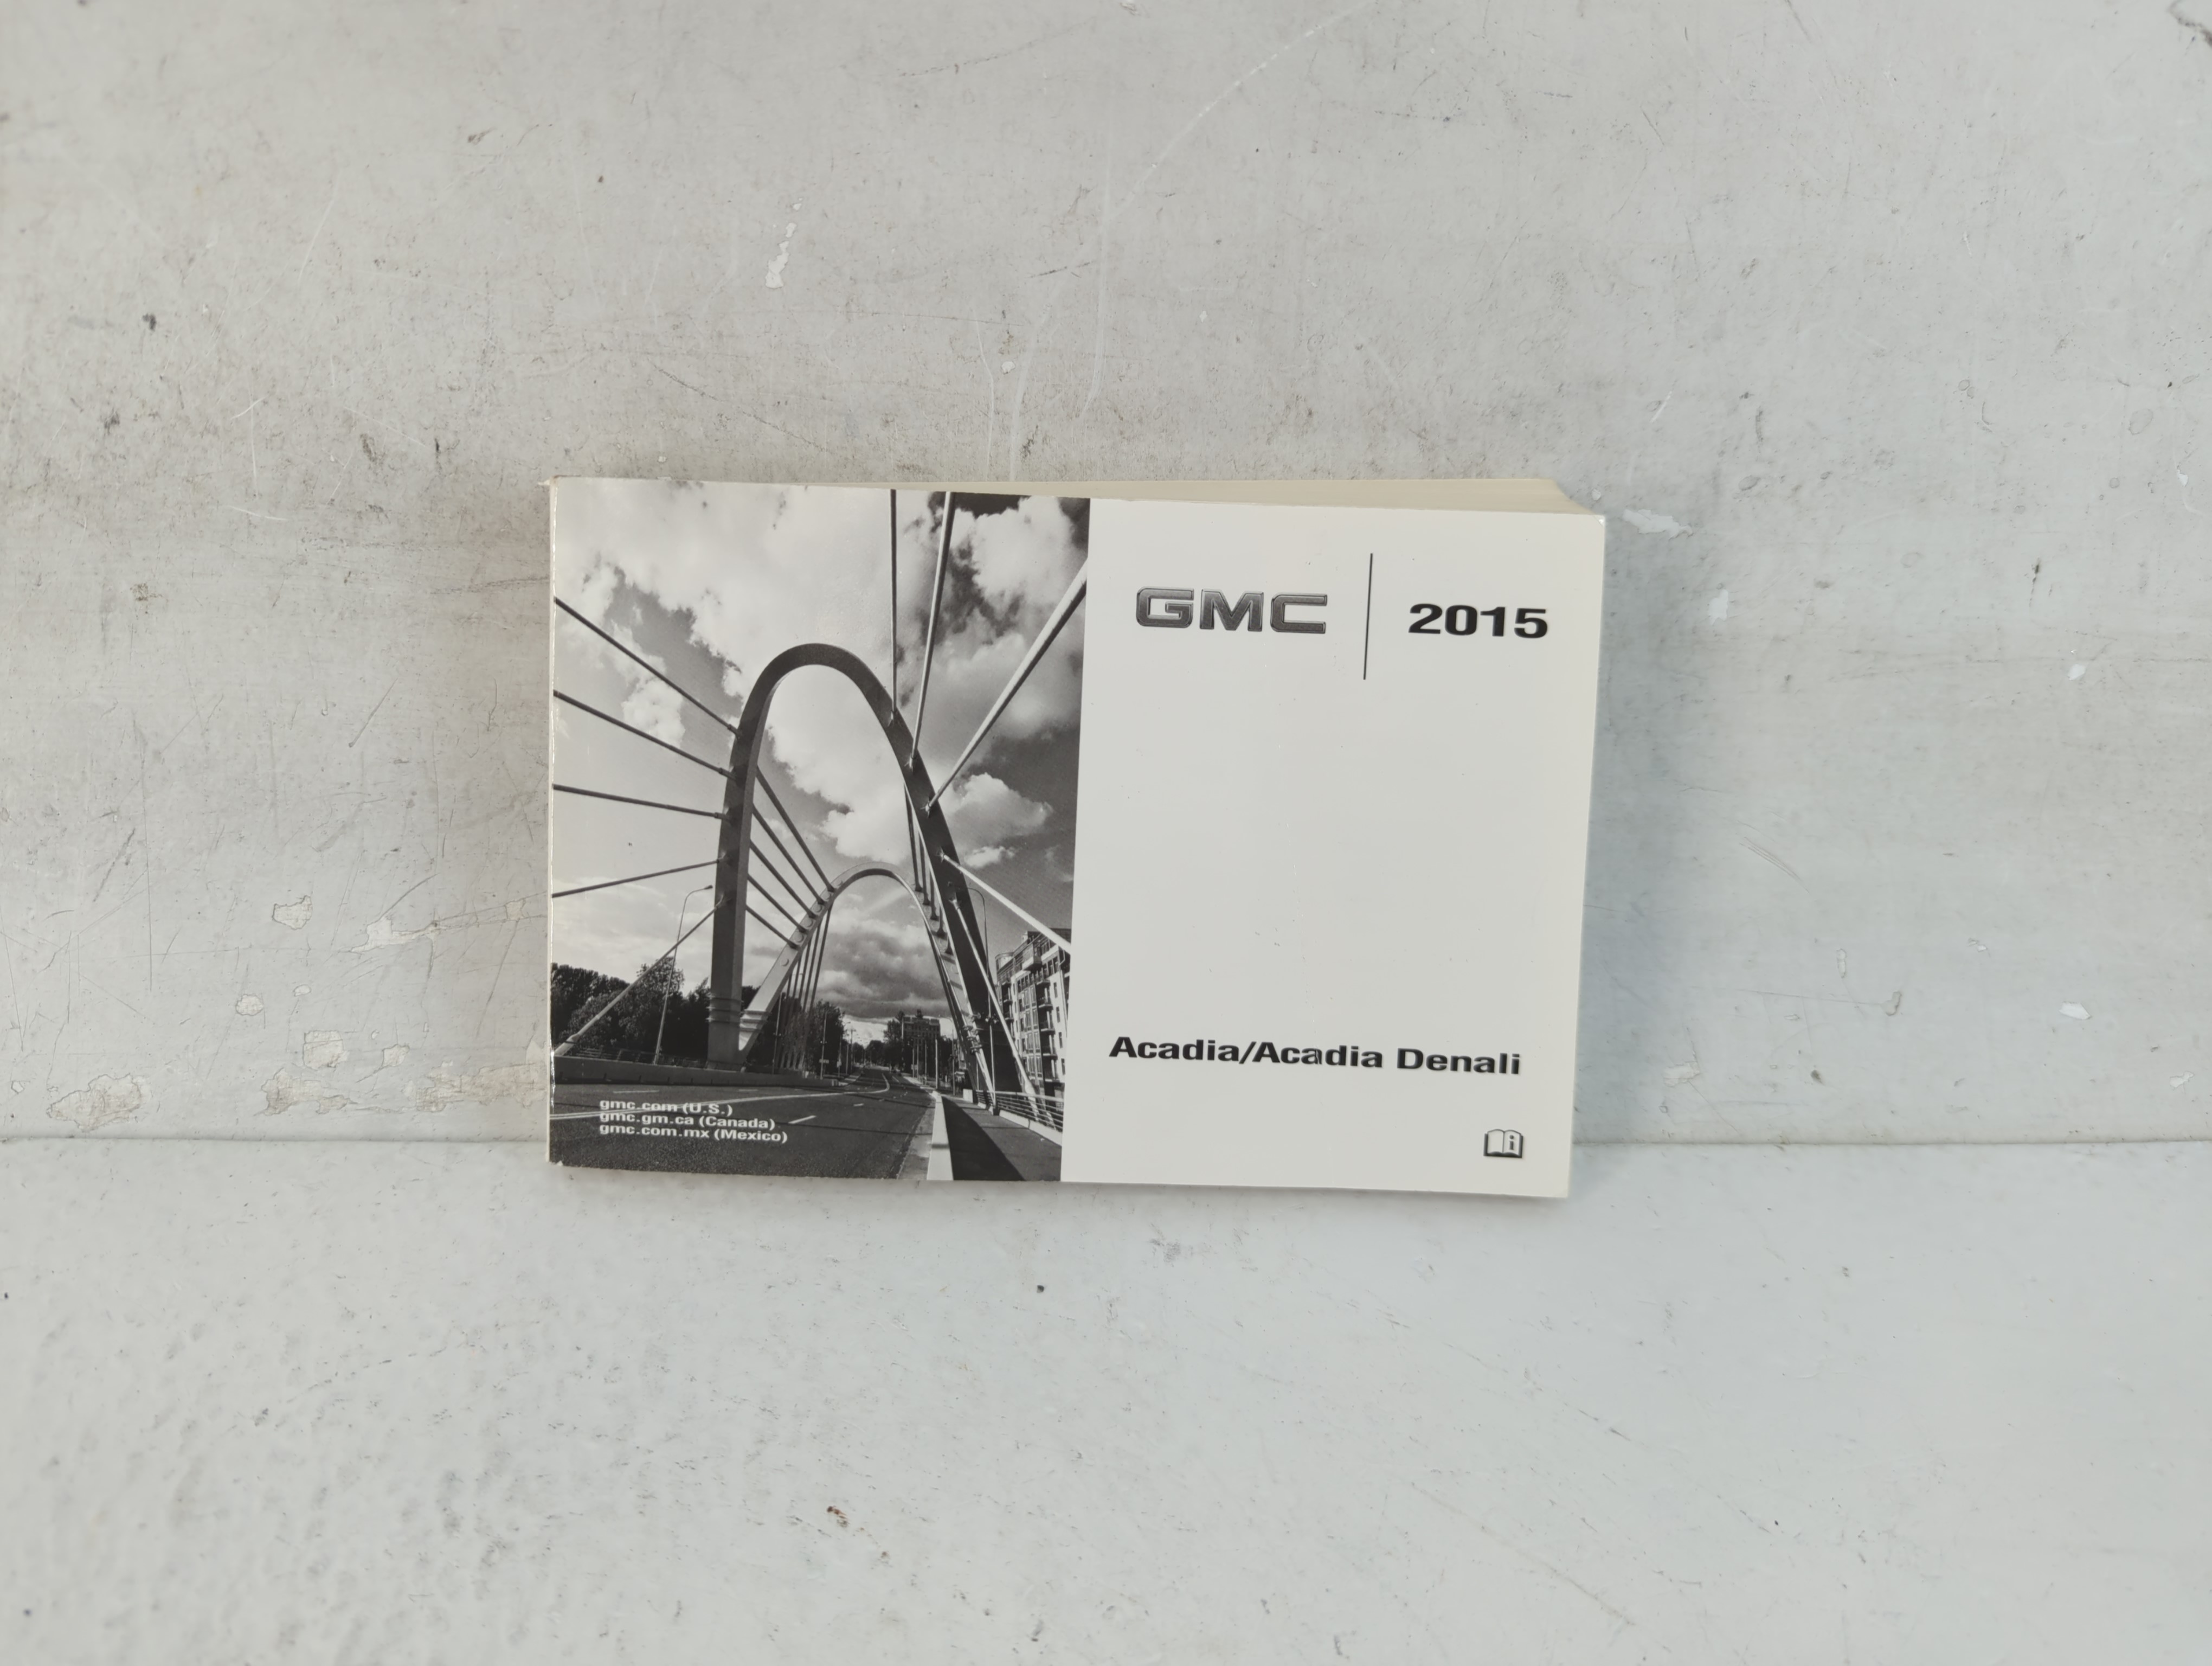 GMC 2015
Acadia/Acadia Denali
gmc.com (U.S.)
gmc.gm.ca (Canada)
gmc.com.mx (Mexico)